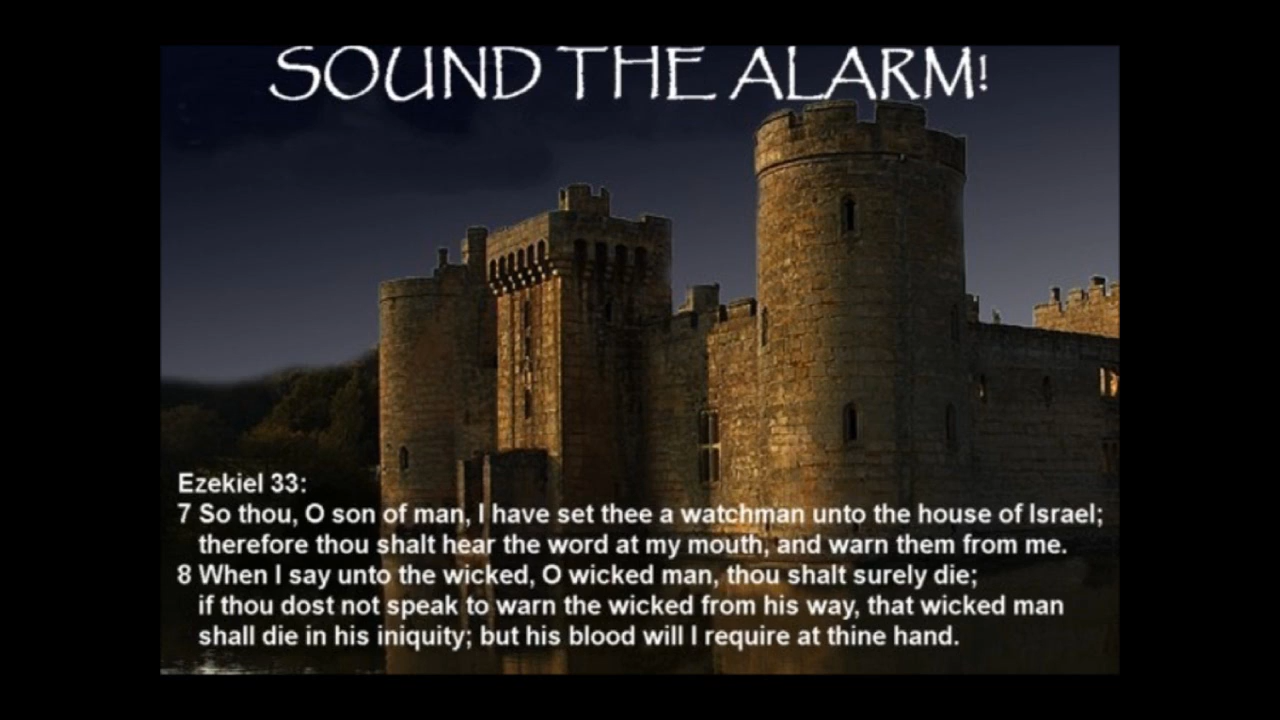 SOUND THE ALARM!
Ezekiel 33:
7 So thou, O son of man, I have set thee a watchman unto the house of Israel;
therefore thou shalt hear the word at my mouth, and warn them from me.
8 When I say unto the wicked, O wicked man, thou shalt surely die;
if thou dost not speak to warn the wicked from his way, that wicked man
shall die in his iniquity; but his blood will I require at thine hand.